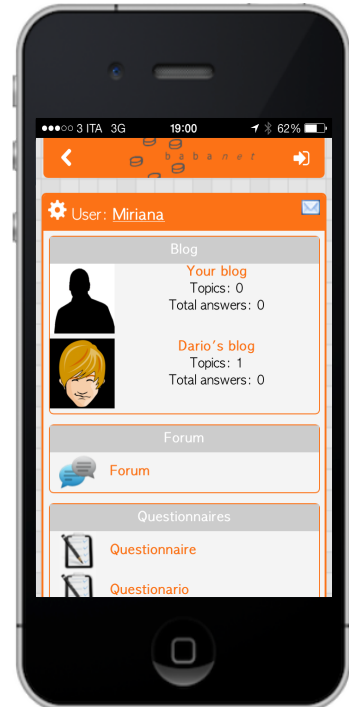 3 ITA 3G 19:00 62%
babanet
User: Miriana
Blog
Your blog
Topics: 0
Total answers: 0
Dario's blog
Topics: 1
Total answers: 0
Forum
Forum
Questionnaires
Questionnaire
Questionario